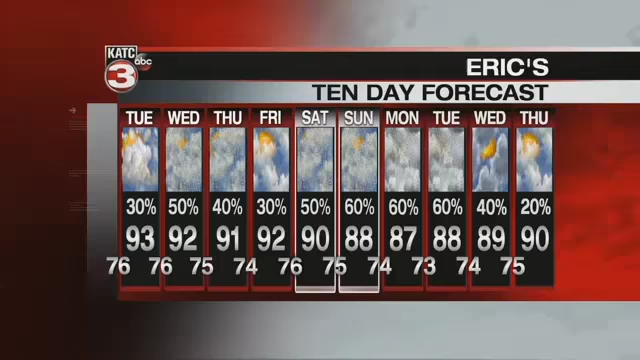 KATC
abc
3
ERIC'S
TEN DAY FORECAST
TUE WED THU FRI SAT SUN MON TUE WED THU
30% 50% 40% 30% 50% 60% 60% 60% 40% 20%
93 92 91 92 90 88 87 88 89 90
76 76 75 74 76 75 74 73 74 75